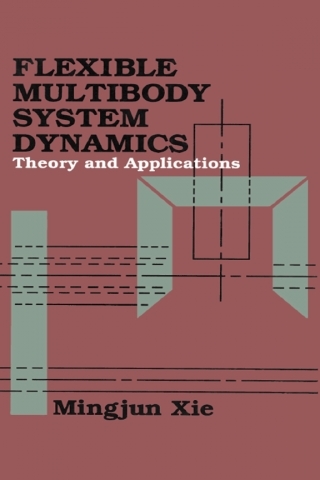 FLEXIBLE
MULTIBODY
SYSTEM
DYNAMICS
Theory and Applications
Mingjun Xie